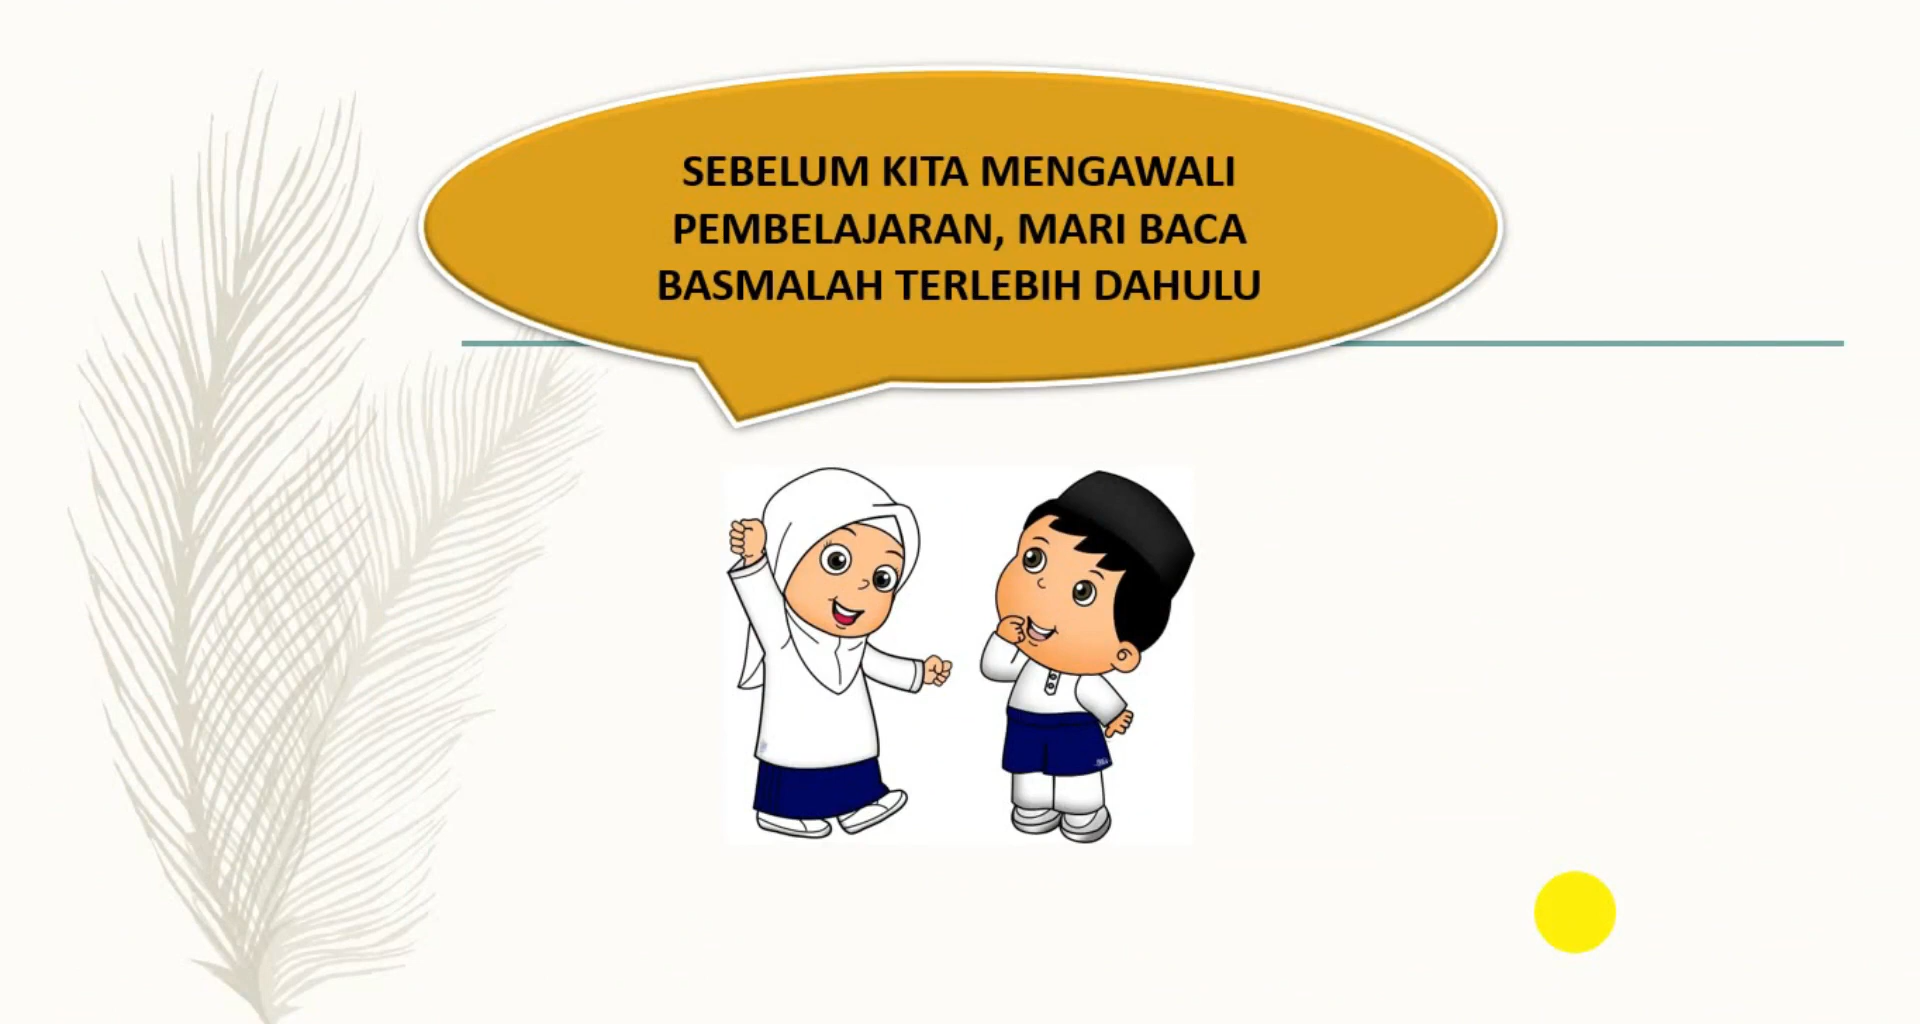 SEBELUM KITA MENGAWALI
PEMBELAJARAN, MARI BACA
BASMALAH TERLEBIH DAHULU